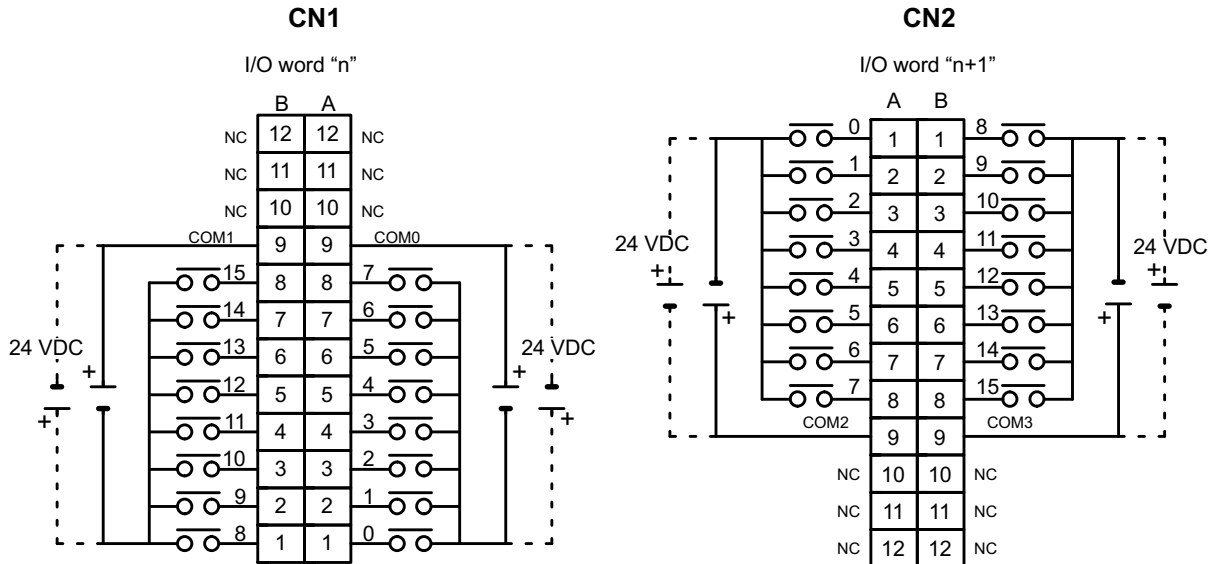 CN1
I/O word “n”
B A
NC 12 12 NC
NC 11 11 NC
NC 10 10 NC
COM1 9 9 COM0
15 8 8 7
14 7 7 6
13 6 6 5
24 VDC 24 VDC
+ +
12 5 5 4
+ +
11 4 4 3
10 3 3 2
9 2 2 1
8 1 1 0
CN2
I/O word “n+1”
A B
0 1 1 8
1 2 2 9
2 3 3 10
24 VDC 3 4 4 11 24 VDC
+ +
4 5 5 12
+ +
5 6 6 13
6 7 7 14
7 8 8 15
COM2 9 9 COM3
NC 10 10 NC
NC 11 11 NC
NC 12 12 NC